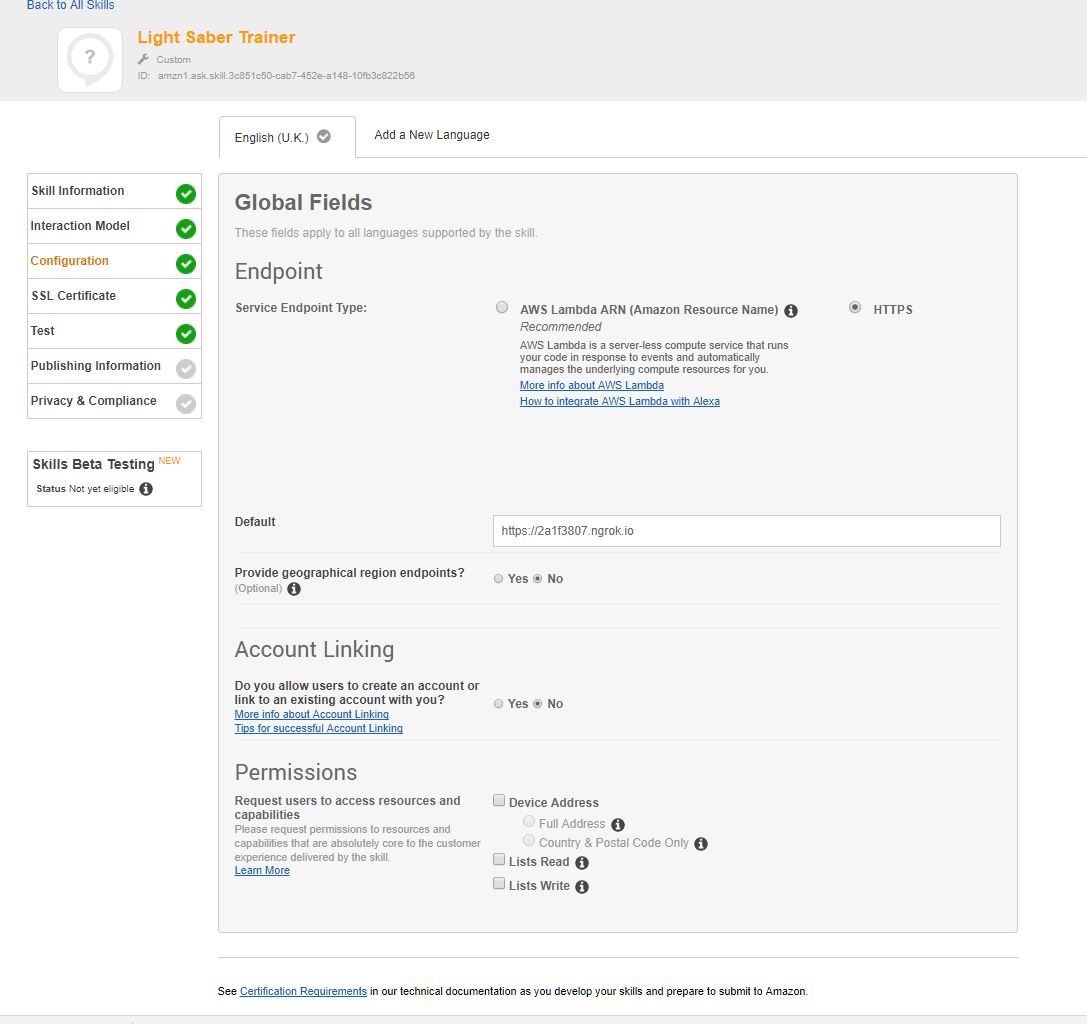 Back to All Skills
Light Saber Trainer
?
Custom
ID: amzn1.ask.skill.3c851c50-cab7-452e-a148-10fb3c822b56
English (U.K.)
Add a New Language
Skill Information
Interaction Model
Configuration
SSL Certificate
Test
Publishing Information
Privacy & Compliance
Skills Beta Testing NEW
Status Not yet eligible
Global Fields
These fields apply to all languages supported by the skill.
Endpoint
Service Endpoint Type:
AWS Lambda ARN (Amazon Resource Name)
HTTPS
Recommended
AWS Lambda is a server-less compute service that runs
your code in response to events and automatically
manages the underlying compute resources for you.
More info about AWS Lambda
How to integrate AWS Lambda with Alexa
Default
https://2a1f3807.ngrok.io
Provide geographical region endpoints?
(Optional)
Yes No
Account Linking
Do you allow users to create an account or
link to an existing account with you?
Yes No
More info about Account Linking
Tips for successful Account Linking
Permissions
Request users to access resources and
capabilities
Please request permissions to resources and
capabilities that are absolutely core to the customer
experience delivered by the skill.
Learn More
Device Address
Full Address
Country & Postal Code Only
Lists Read
Lists Write
See Certification Requirements in our technical documentation as you develop your skills and prepare to submit to Amazon.